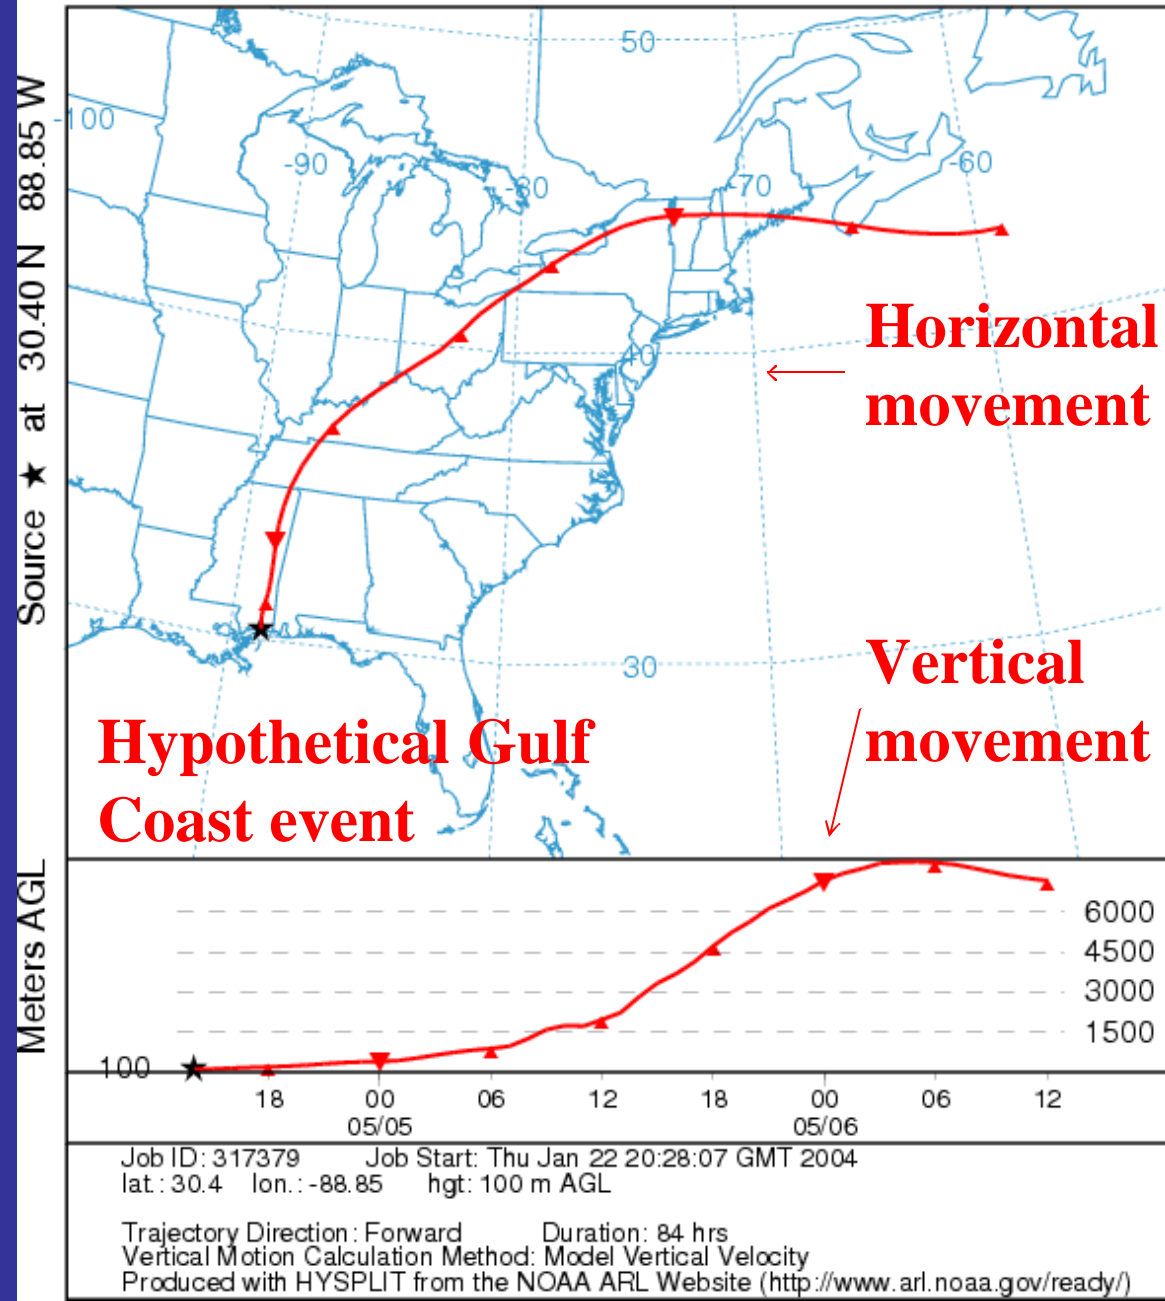 Source ★ at 30.40 N 88.85 W
50
-100
-90
-80
-70
-60
40
30
Horizontal
movement
Vertical
movement
Hypothetical Gulf
Coast event
Meters AGL
6000
4500
3000
1500
100
18 00 06 12 18 00 06 12
05/05 05/06
Job ID: 317379 Job Start: Thu Jan 22 20:28:07 GMT 2004
lat.: 30.4 lon.: -88.85 hgt: 100 m AGL
Trajectory Direction: Forward Duration: 84 hrs
Vertical Motion Calculation Method: Model Vertical Velocity
Produced with HYSPLIT from the NOAA ARL Website (http://www.arl.noaa.gov/ready/)